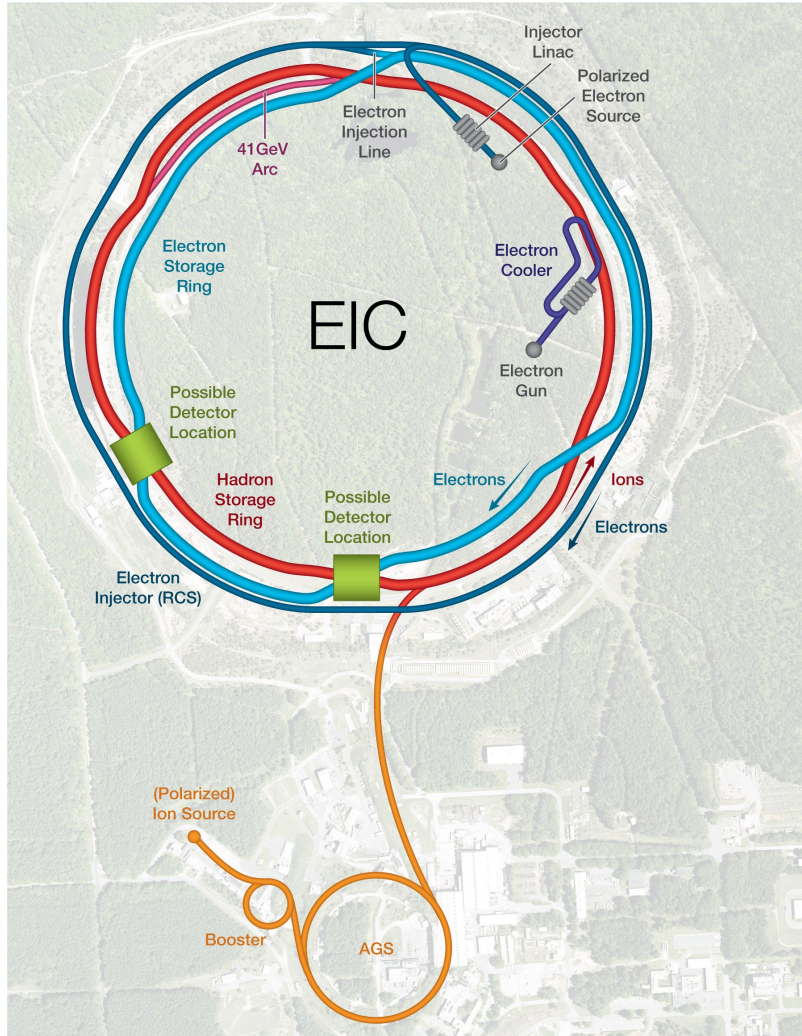 Injector
Linac
Polarized
Electron
Source
Electron
Injection
Line
41GeV
Arc
Electron
Storage
Ring
Electron
Cooler
EIC
Electron
Gun
Possible
Detector
Location
Hadron
Storage
Ring
Possible
Detector
Location
Electrons
Ions
Electrons
Electron
Injector (RCS)
(Polarized)
Ion Source
Booster
AGS